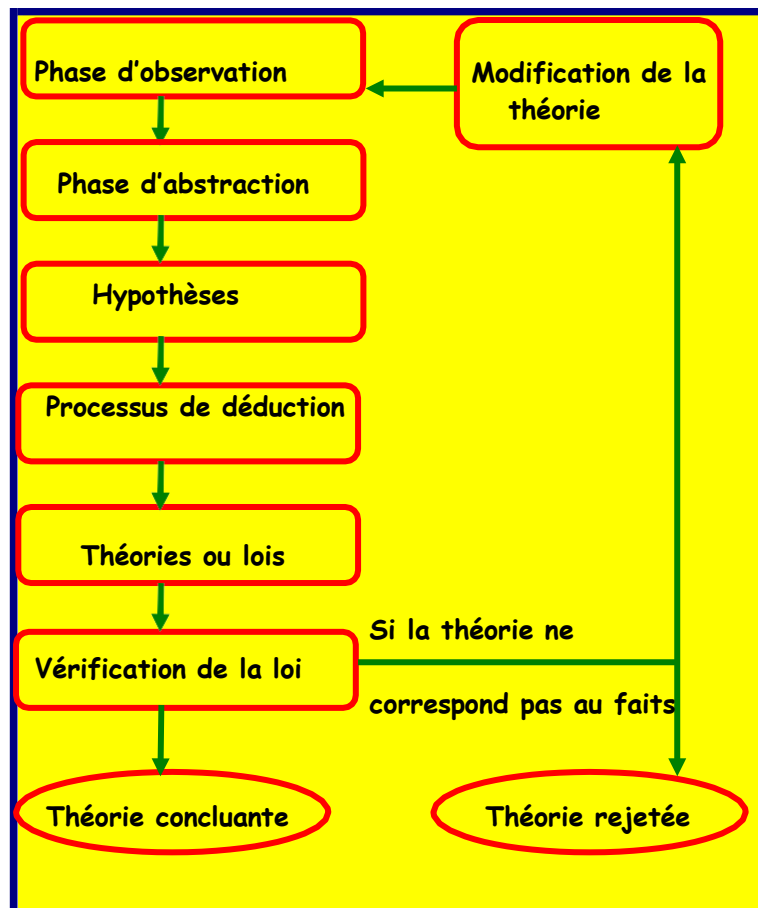 Phase d'observation
Modification de la
théorie
Phase d'abstraction
Hypothèses
Processus de déduction
Théories ou lois
Si la théorie ne
Vérification de la loi
correspond pas au faits
Théorie concluante
Théorie rejetée